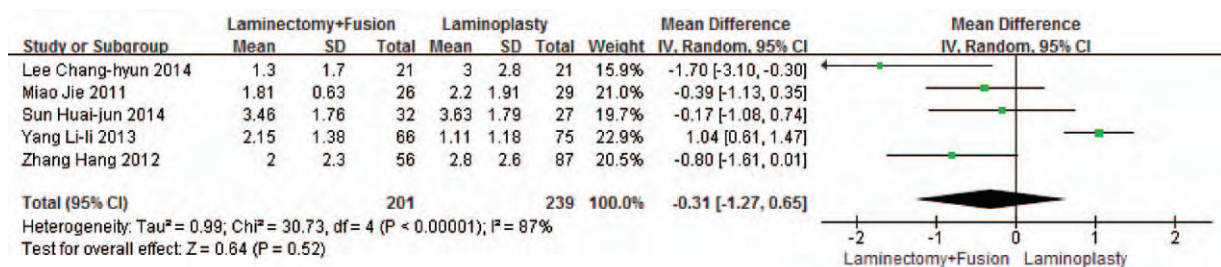 Laminectomy+Fusion Laminoplasty Mean Difference Mean Difference
Study or Subgroup Mean SD Total Mean SD Total Weight IV, Random, 95% CI IV, Random, 95% CI
Lee Chang-hyun 2014 1.3 1.7 21 3 2.8 21 15.9% -1.70 [-3.10, -0.30]
Miao Jie 2011 1.81 0.63 26 2.2 1.91 29 21.0% -0.39 [-1.13, 0.35]
Sun Huai-jun 2014 3.46 1.76 32 3.63 1.79 27 19.7% -0.17 [-1.08, 0.74]
Yang Li-li 2013 2.15 1.38 66 1.11 1.18 75 22.9% 1.04 [0.61, 1.47]
Zhang Hang 2012 2 2.3 56 2.8 2.6 87 20.5% -0.80 [-1.61, 0.01]
Total (95% CI) 201 239 100.0% -0.31 [-1.27, 0.65]
Heterogeneity: Tau² = 0.99; Chi² = 30.73, df = 4 (P < 0.00001); I² = 87%
Test for overall effect: Z = 0.64 (P = 0.52)
-2 -1 0 1 2
Laminectomy+Fusion Laminoplasty